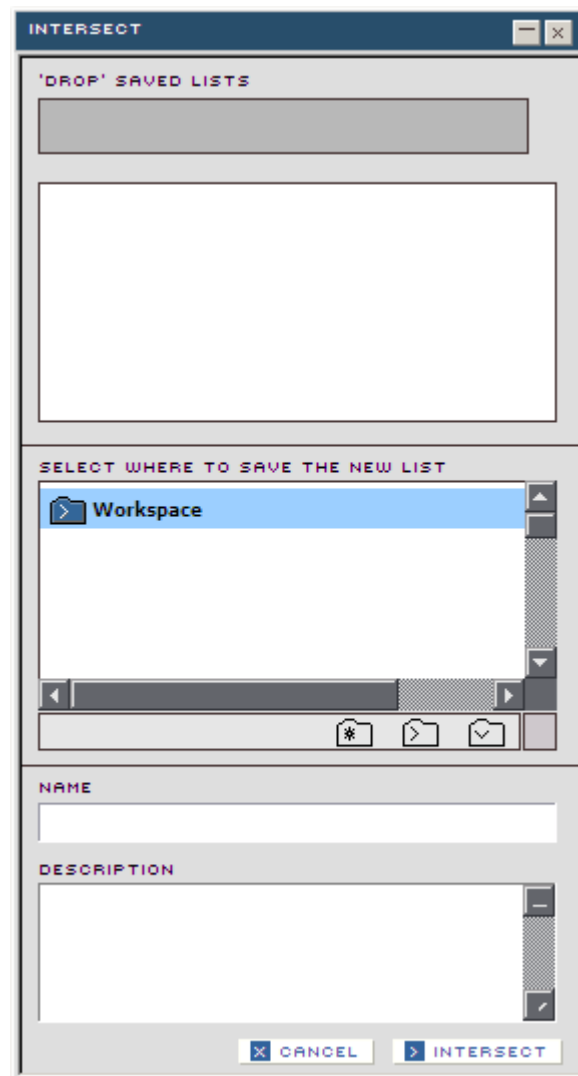 INTERSECT
'DROP' SAVED LISTS
SELECT WHERE TO SAVE THE NEW LIST
Workspace
NAME
DESCRIPTION
CANCEL INTERSECT